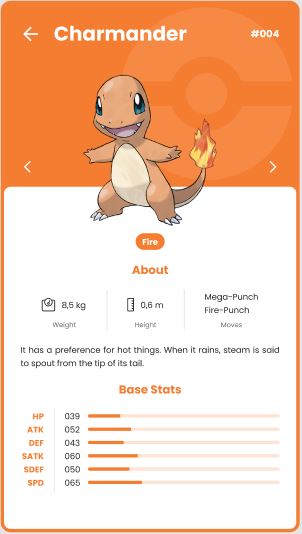 Charmander
#004
Fire
About
8,5 kg
0,6 m
Mega-Punch
Fire-Punch
Weight
Height
Moves
It has a preference for hot things. When it rains, steam is said
to spout from the tip of its tail.
Base Stats
HP 039
ATK 052
DEF 043
SATK 060
SDEF 050
SPD 065